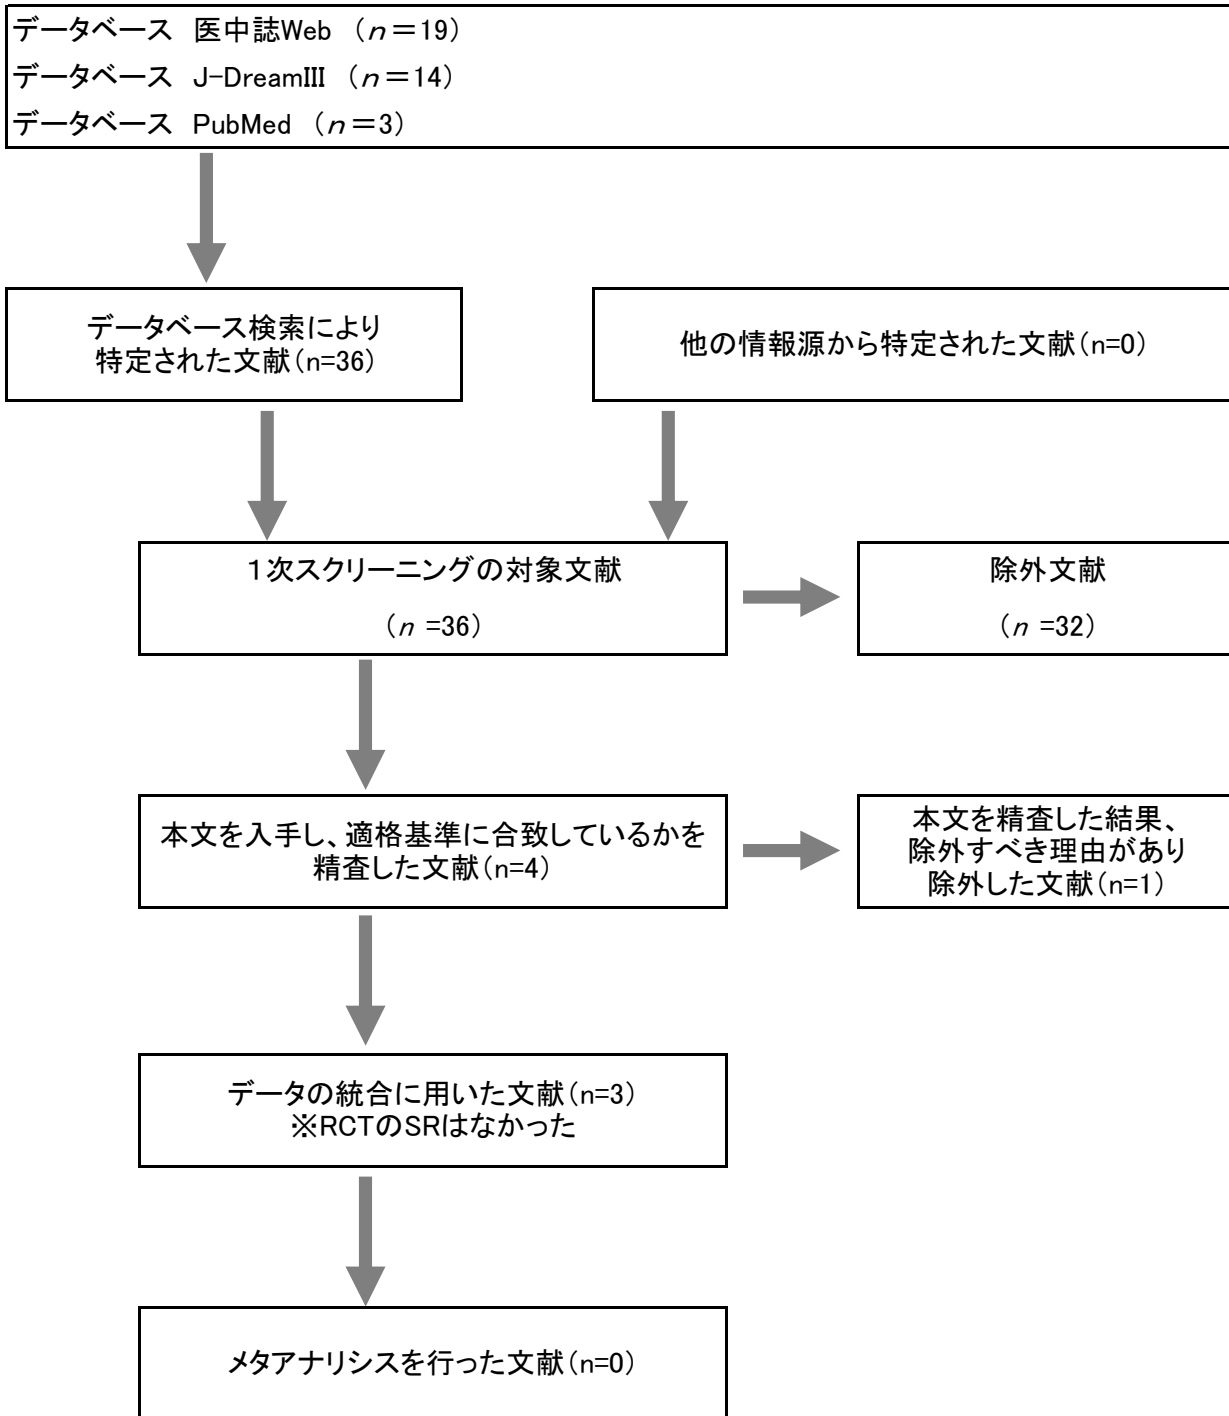 データベース 医中誌Web （n＝19）
データベース J-DreamIII （n＝14）
データベース PubMed （n＝3）
データベース検索により
特定された文献（n=36）
他の情報源から特定された文献（n=0）
１次スクリーニングの対象文献
（n =36）
除外文献
（n =32）
本文を入手し、適格基準に合致しているかを
精査した文献（n=4）
本文を精査した結果、
除外すべき理由があり
除外した文献（n=1）
データの統合に用いた文献（n=3）
※RCTのSRはなかった
メタアナリシスを行った文献（n=0）